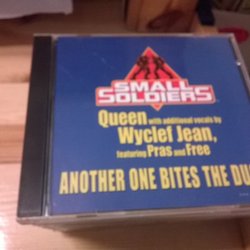 SMALL
SOLDIERS
Queen with additional vocals by
Wyclef Jean,
featuring Pras and Free
ANOTHER ONE BITES THE DU